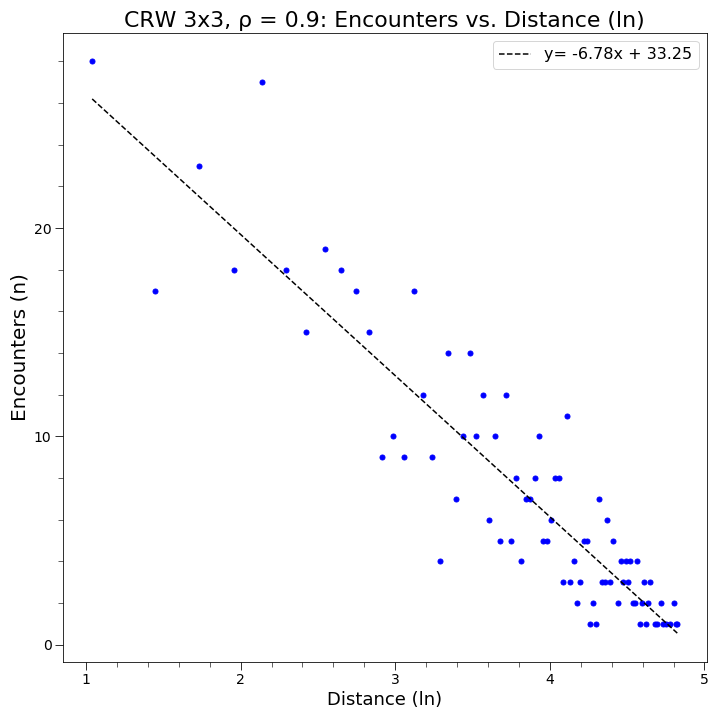 CRW 3x3, ρ = 0.9: Encounters vs. Distance (ln)
y= -6.78x + 33.25
Encounters (n)
20
10
0
1 2 3 4 5
Distance (ln)